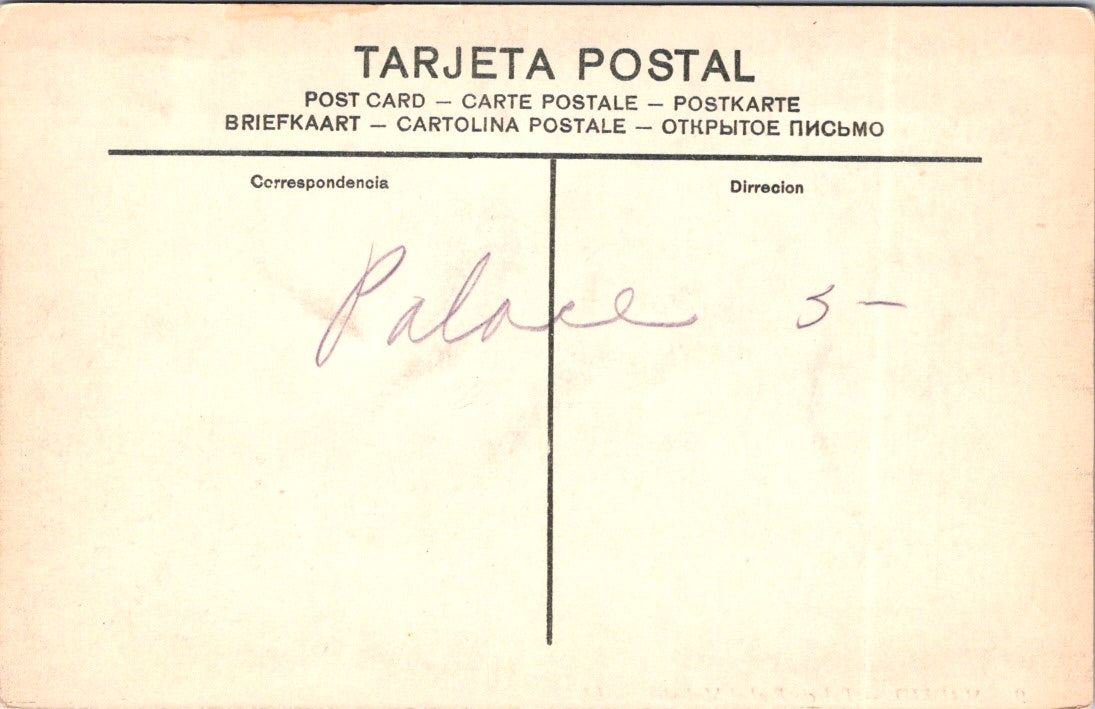 TARJETA POSTAL
POST CARD — CARTE POSTALE — POSTKARTE
BRIEFKAART — CARTOLINA POSTALE — ОТКРЫТОЕ ПИСЬМО
Correspondencia
Dirrecion
Palace 5 –